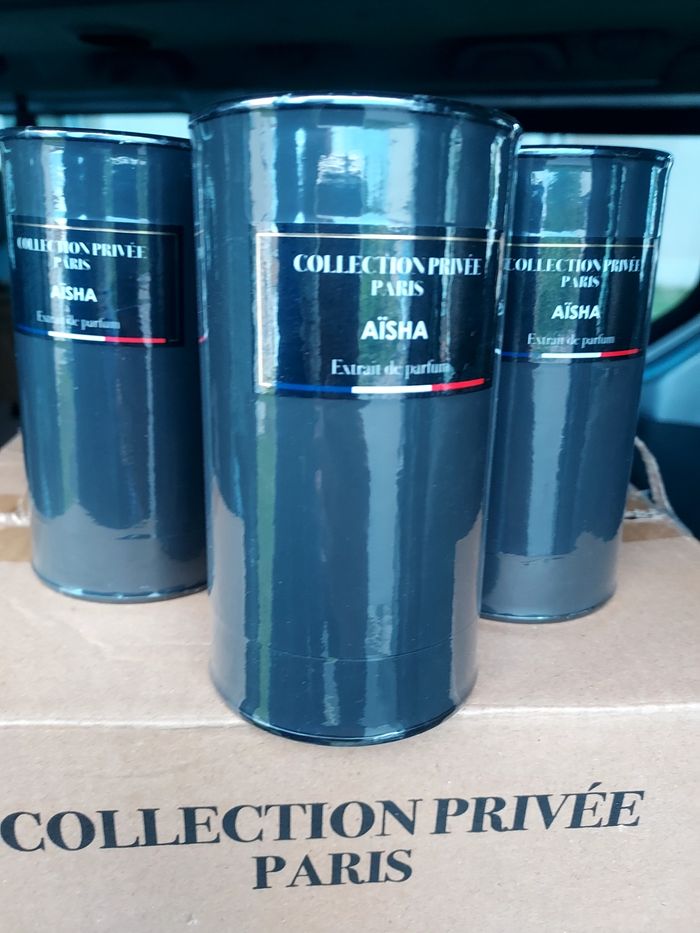 COLLECTION PRIVÉE
PARIS
AÏSHA
Extrait de parfum
COLLECTION PRIVÉE
PARIS
AÏSHA
Extrait de parfum
COLLECTION PRIVÉE
PARIS
AÏSHA
Extrait de parfum
COLLECTION PRIVÉE
PARIS